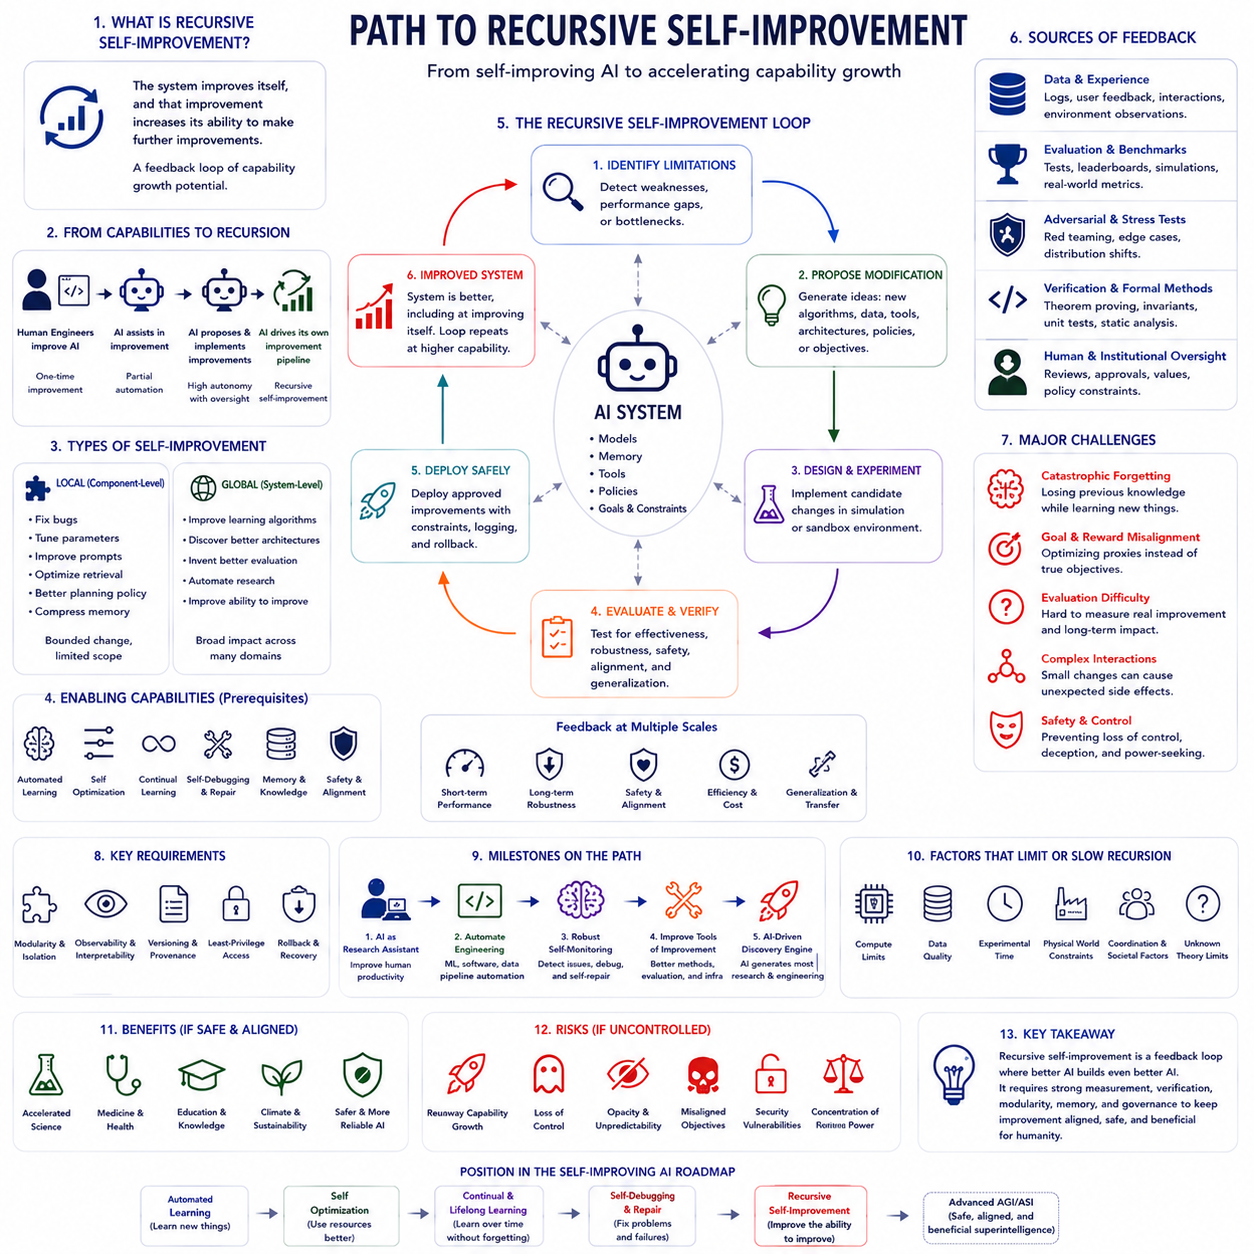 PATH TO RECURSIVE SELF-IMPROVEMENT
From self-improving AI to accelerating capability growth
1. WHAT IS RECURSIVE
SELF-IMPROVEMENT?
The system improves itself,
and that improvement
increases its ability to make
further improvements.
A feedback loop of capability
growth potential.
2. FROM CAPABILITIES TO RECURSION
</>
Human Engineers
improve AI
One-time
improvement
AI assists in
improvement
Partial
automation
AI proposes &
implements
improvements
High autonomy
with oversight
AI drives its own
improvement
pipeline
Recursive
self-improvement
3. TYPES OF SELF-IMPROVEMENT
LOCAL (Component-Level)
• Fix bugs
• Tune parameters
• Improve prompts
• Optimize retrieval
• Better planning policy
• Compress memory
Bounded change,
limited scope
GLOBAL (System-Level)
• Improve learning algorithms
• Discover better architectures
• Invent better evaluation
• Automate research
• Improve ability to improve
Broad impact across
many domains
4. ENABLING CAPABILITIES (Prerequisites)
Automated
Learning
Self
Optimization
Continual
Learning
Self-Debugging
& Repair
Memory &
Knowledge
Safety &
Alignment
5. THE RECURSIVE SELF-IMPROVEMENT LOOP
1. IDENTIFY LIMITATIONS
Detect weaknesses,
performance gaps,
or bottlenecks.
2. PROPOSE MODIFICATION
Generate ideas: new
algorithms, data, tools,
architectures, policies,
or objectives.
3. DESIGN & EXPERIMENT
Implement candidate
changes in simulation
or sandbox environment.
4. EVALUATE & VERIFY
Test for effectiveness,
robustness, safety,
alignment, and
generalization.
5. DEPLOY SAFELY
Deploy approved
improvements with
constraints, logging,
and rollback.
6. IMPROVED SYSTEM
System is better,
including at improving
itself. Loop repeats
at higher capability.
AI SYSTEM
• Models
• Memory
• Tools
• Policies
• Goals & Constraints
Feedback at Multiple Scales
Short-term
Performance
Long-term
Robustness
Safety &
Alignment
$
Efficiency &
Cost
Generalization &
Transfer
6. SOURCES OF FEEDBACK
Data & Experience
Logs, user feedback, interactions,
environment observations.
Evaluation & Benchmarks
Tests, leaderboards, simulations,
real-world metrics.
Adversarial & Stress Tests
Red teaming, edge cases,
distribution shifts.
</>
Verification & Formal Methods
Theorem proving, invariants,
unit tests, static analysis.
Human & Institutional Oversight
Reviews, approvals, values,
policy constraints.
7. MAJOR CHALLENGES
Catastrophic Forgetting
Losing previous knowledge
while learning new things.
Goal & Reward Misalignment
Optimizing proxies instead of
true objectives.
?
Evaluation Difficulty
Hard to measure real improvement
and long-term impact.
Complex Interactions
Small changes can cause
unexpected side effects.
Safety & Control
Preventing loss of control,
deception, and power-seeking.
8. KEY REQUIREMENTS
Modularity &
Isolation
Observability &
Interpretability
Versioning &
Provenance
Least-Privilege
Access
Rollback &
Recovery
9. MILESTONES ON THE PATH
1. AI as
Research Assistant
Improve human
productivity
</>
2. Automate
Engineering
ML, software, data
pipeline automation
3. Robust
Self-Monitoring
Detect issues, debug,
and self-repair
4. Improve Tools
of Improvement
Better methods,
evaluation, and infra
5. AI-Driven
Discovery Engine
AI generates most
research & engineering
10. FACTORS THAT LIMIT OR SLOW RECURSION
Compute
Limits
Data
Quality
Experimental
Time
Physical World
Constraints
Coordination &
Societal Factors
?
Unknown
Theory Limits
11. BENEFITS (IF SAFE & ALIGNED)
Accelerated
Science
Medicine &
Health
Education &
Knowledge
Climate &
Sustainability
Safer & More
Reliable AI
12. RISKS (IF UNCONTROLLED)
Reunway Capability
Growth
Loss of
Control
Opacity &
Unpredictability
Misaligned
Objectives
Security
Vulnerabilities
Concentration of
Power
13. KEY TAKEAWAY
Recursive self-improvement is a feedback loop
where better AI builds even better AI.
It requires strong measurement, verification,
modularity, memory, and governance to keep
improvement aligned, safe, and beneficial
for humanity.
POSITION IN THE SELF-IMPROVING AI ROADMAP
Automated
Learning
(Learn new things)
Self
Optimization
(Use resources
better)
Continual &
Lifelong Learning
(Learn over time
without forgetting)
Self-Debugging
& Repair
(Fix problems
and failures)
Recursive
Self-Improvement
(Improve the ability
to improve)
Advanced AGI/ASI
(Safe, aligned, and
beneficial superintelligence)